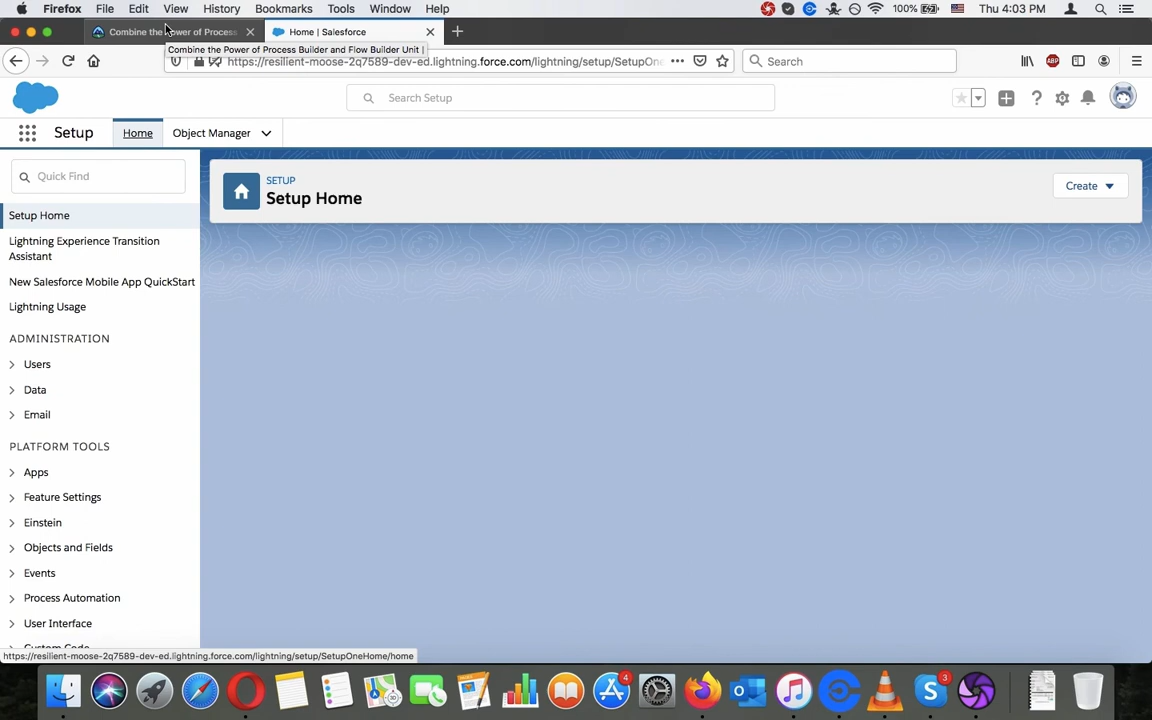 Firefox File Edit View History Bookmarks Tools Window Help 100% Thu 4:03 PM
Combine the Power of Process Home | Salesforce
Combine the Power of Process Builder and Flow Builder Unit |
https://resilient-moose-2q7589-dev-ed.lightning.force.com/lightning/setup/SetupOne Search
ABP
Search Setup
Setup Home Object Manager
Quick Find
SETUP
Setup Home
Create
Setup Home
Lightning Experience Transition
Assistant
New Salesforce Mobile App QuickStart
Lightning Usage
ADMINISTRATION
Users
Data
Email
PLATFORM TOOLS
Apps
Feature Settings
Einstein
Objects and Fields
Events
Process Automation
User Interface
Custom Code
https://resilient-moose-2q7589-dev-ed.lightning.force.com/lightning/setup/SetupOneHome/home
4
3